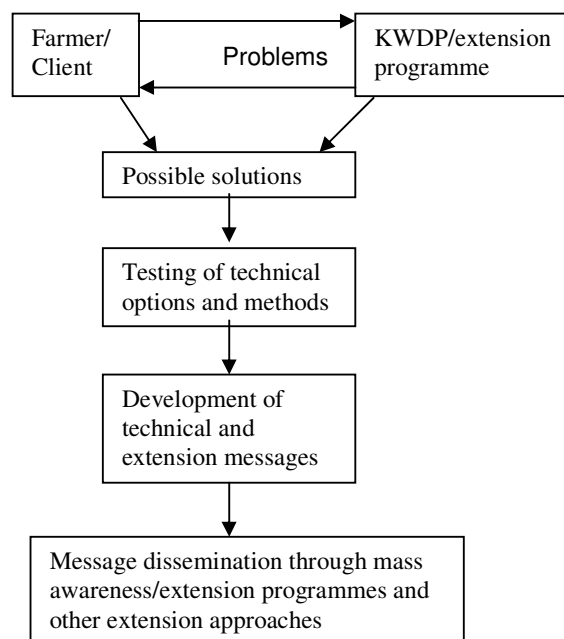 Farmer/
Client
Problems
KWDP/extension
programme
Possible solutions
Testing of technical
options and methods
Development of
technical and
extension messages
Message dissemination through mass
awareness/extension programmes and
other extension approaches